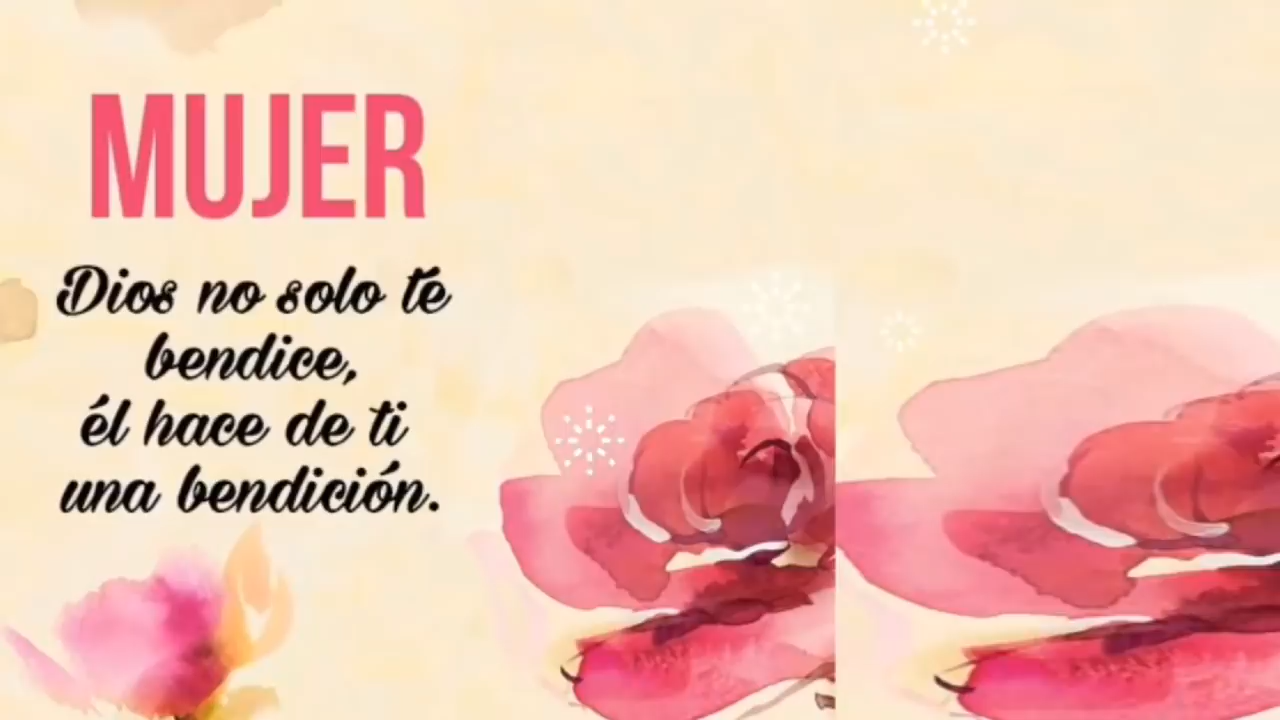 MUJER
Dios no solo te
bendice,
él hace de ti
una bendición.